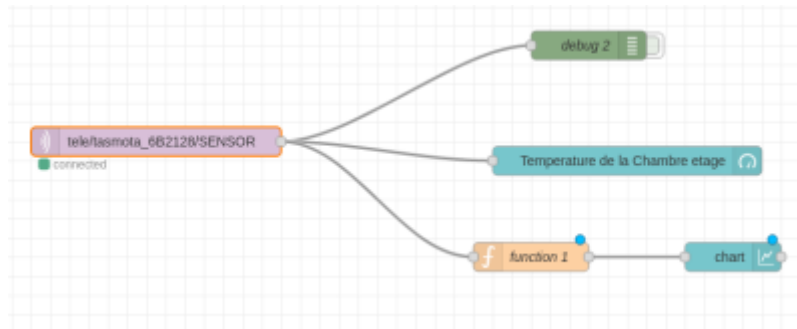 debug 2
tele/tasmota_6B2128/SENSOR
connected
Temperature de la Chambre etage
function 1
chart